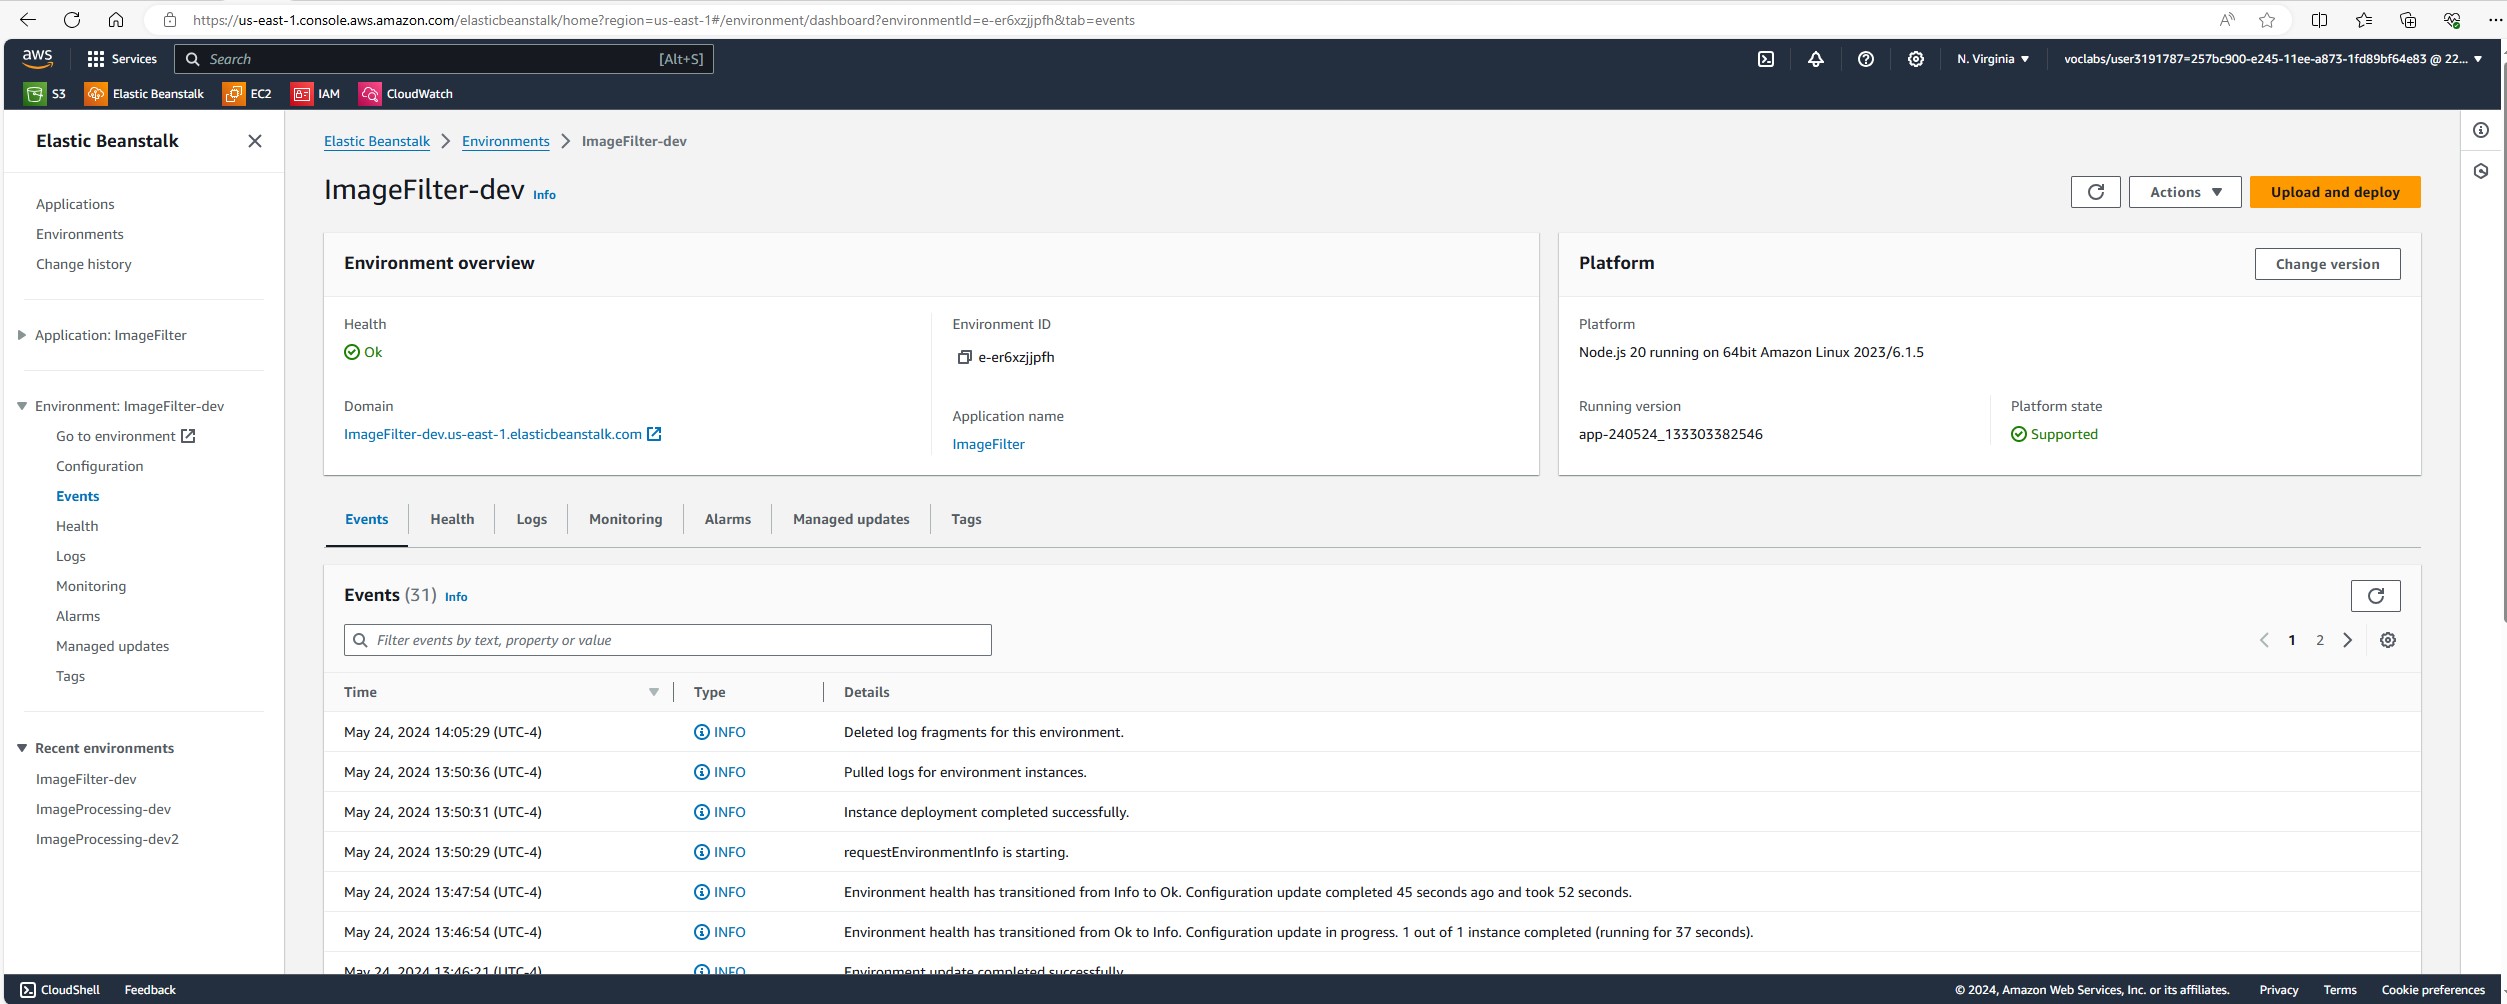 https://us-east-1.console.aws.amazon.com/elasticbeanstalk/home?region=us-east-1#/environment/dashboard?environmentId=e-er6xzjjpfh&tab=events
aws Services Search [Alt+S] N. Virginia voclabs/user3191787=257bc900-e245-11ee-a873-1fd89bf64e83 @ 22...
S3 Elastic Beanstalk EC2 IAM CloudWatch
Elastic Beanstalk
Applications
Environments
Change history
Application: ImageFilter
Environment: ImageFilter-dev
Go to environment
Configuration
Events
Health
Logs
Monitoring
Alarms
Managed updates
Tags
Recent environments
ImageFilter-dev
ImageProcessing-dev
ImageProcessing-dev2
Elastic Beanstalk Environments ImageFilter-dev
ImageFilter-dev Info
Actions Upload and deploy
Environment overview
Health
Ok
Domain
ImageFilter-dev.us-east-1.elasticbeanstalk.com
Environment ID
e-er6xzjjpfh
Application name
ImageFilter
Platform Change version
Platform
Node.js 20 running on 64bit Amazon Linux 2023/6.1.5
Running version
app-240524_133303382546
Platform state
Supported
Events Health Logs Monitoring Alarms Managed updates Tags
Events (31) Info
Filter events by text, property or value
1 2
Time Type Details
May 24, 2024 14:05:29 (UTC-4) INFO Deleted log fragments for this environment.
May 24, 2024 13:50:36 (UTC-4) INFO Pulled logs for environment instances.
May 24, 2024 13:50:31 (UTC-4) INFO Instance deployment completed successfully.
May 24, 2024 13:50:29 (UTC-4) INFO requestEnvironmentInfo is starting.
May 24, 2024 13:47:54 (UTC-4) INFO Environment health has transitioned from Info to Ok. Configuration update completed 45 seconds ago and took 52 seconds.
May 24, 2024 13:46:54 (UTC-4) INFO Environment health has transitioned from Ok to Info. Configuration update in progress. 1 out of 1 instance completed (running for 37 seconds).
May 24, 2024 13:46:21 (UTC-4) INFO Environment update completed successfully.
CloudShell Feedback © 2024, Amazon Web Services, Inc. or its affiliates. Privacy Terms Cookie preferences